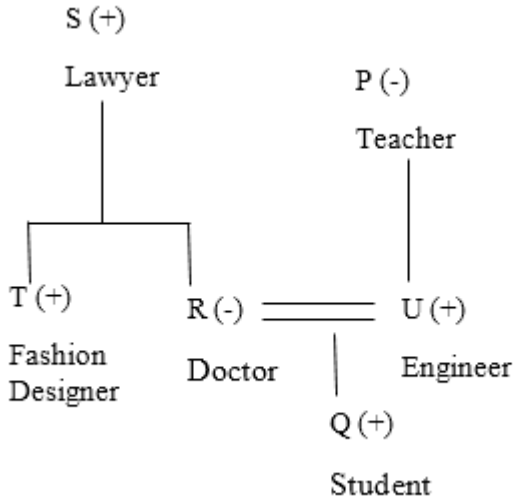 S (+)
Lawyer
P (-)
Teacher
T (+)
Fashion
Designer
R (-)
Doctor
U (+)
Engineer
Q (+)
Student